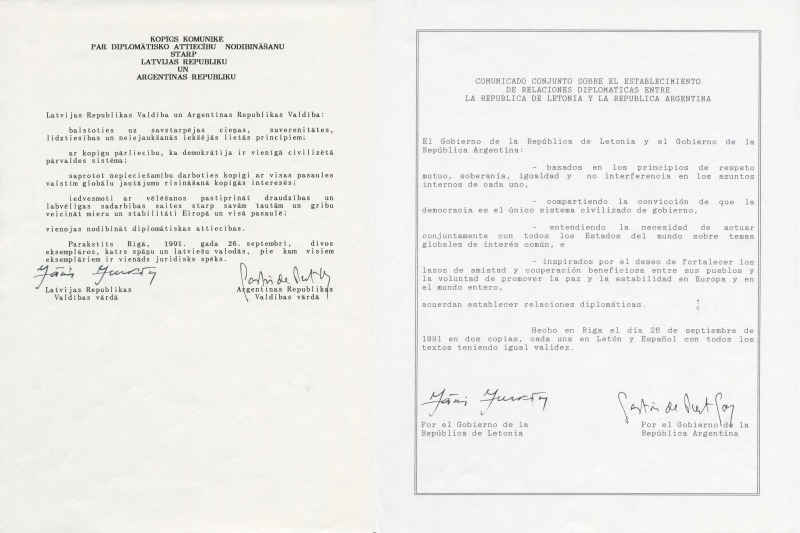 KOPĪGS KOMUNIKĒ
PAR DIPLOMĀTISKO ATTIECĪBU NODIBINĀŠANU
STARP
LATVIJAS REPUBLIKU
UN
ARGENTĪNAS REPUBLIKU
Latvijas Republikas Valdība un Argentīnas Republikas Valdība:
balstoties uz savstarpējas cieņas, suverenitātes,
līdztiesības un neiejaukšanās iekšējās lietās principiem;
ar kopīgu pārliecību, ka demokrātija ir vienīgā civilizētā
pārvaldes sistēma;
saprotot nepieciešamību darboties kopīgi ar visas pasaules
valstīm globālu jautājumu risināšanā kopīgās interesēs;
iedvesmoti ar vēlēšanos pastiprināt draudzības un
labvēlīgas sadarbības saites starp savām tautām un gribu
veicināt mieru un stabilitāti Eiropā un visā pasaulē;
vienojas nodibināt diplomātiskas attiecības.
Parakstīts Rīgā, 1991. gada 26. septembrī, divos
eksemplāros, katrs spāņu un latviešu valodās, pie kam visiem
eksemplāriem ir vienāds juridisks spēks.
Latvijas Republikas
Valdības vārdā
Argentīnas Republikas
Valdības vārdā
COMUNICADO CONJUNTO SOBRE EL ESTABLECIMIENTO
DE RELACIONES DIPLOMATICAS ENTRE
LA REPUBLICA DE LETONIA Y LA REPUBLICA ARGENTINA
El Gobierno de la República de Letonia y el Gobierno de la
República Argentina:
- basados en los principios de respeto
mutuo, soberanía, igualdad y no interferencia en los asuntos
internos de cada uno,
- compartiendo la convicción de que la
democracia es el único sistema civilizado de gobierno,
- entendiendo la necesidad de actuar
conjuntamente con todos los Estados del mundo sobre temas
globales de interés común, e
- inspirados por el deseo de fortalecer los
lazos de amistad y cooperación beneficiosa entre sus pueblos y
la voluntad de promover la paz y la estabilidad en Europa y en
el mundo entero,
acuerdan establecer relaciones diplomáticas.
Hecho en Riga el día 26 de septiembre de
1991 en dos copias, cada una en Letón y Español con todos los
textos teniendo igual validez.
Por el Gobierno de la
República de Letonia
Por el Gobierno de la
República Argentina